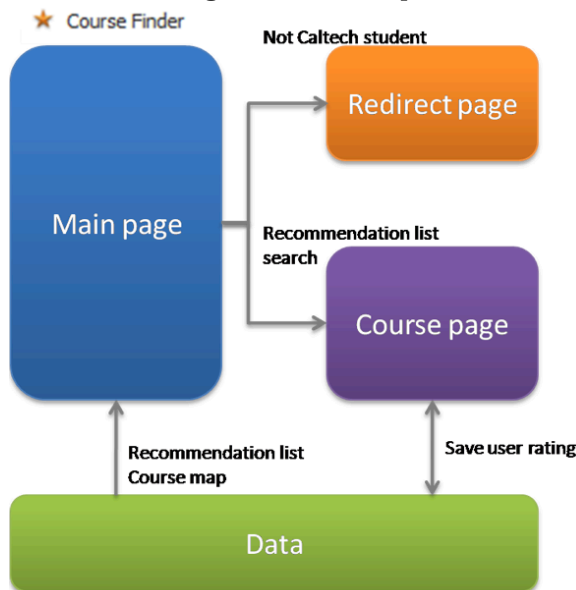 Course Finder
Not Caltech student
Redirect page
Main page
Recommendation list
search
Course page
Recommendation list
Course map
Save user rating
Data